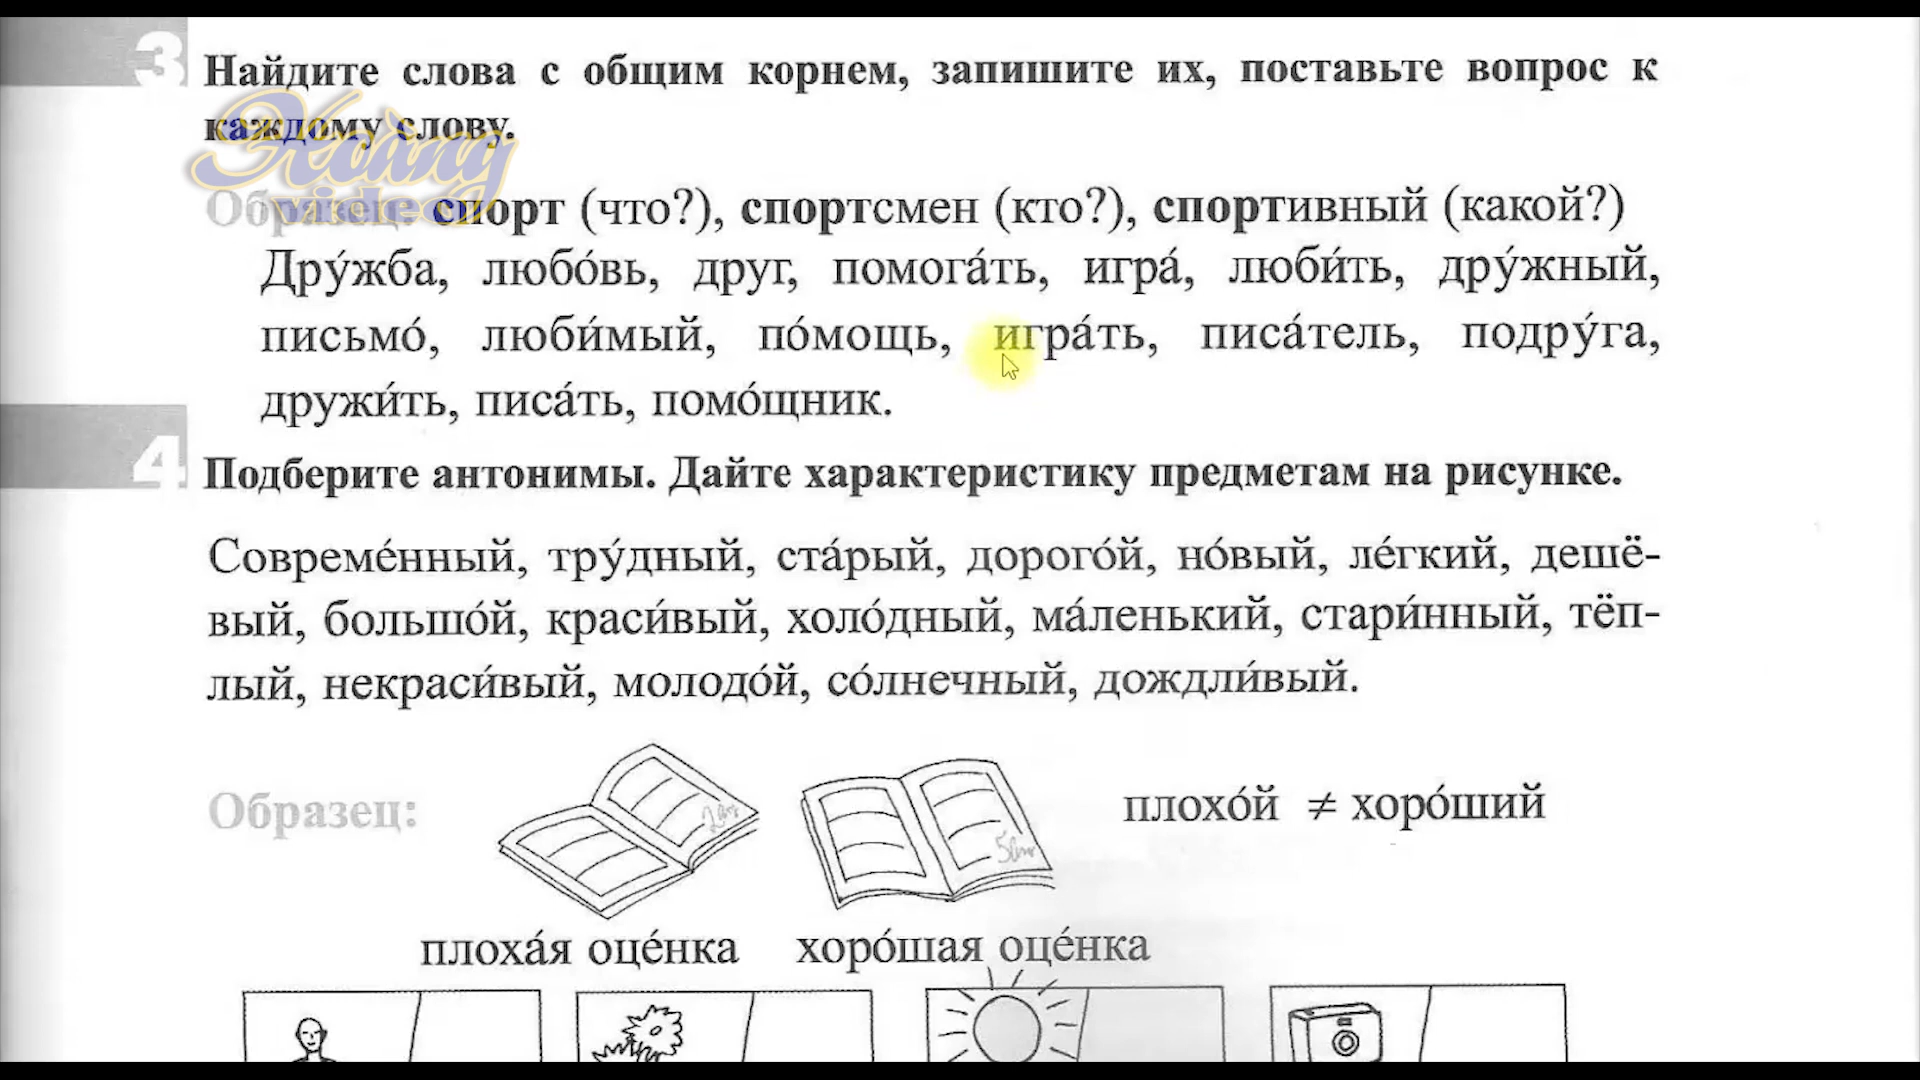 3
Найдите слова с общим корнем, запишите их, поставьте вопрос к
каждому слову.
Hoàng
video
Образец: спорт (что?), спортсмен (кто?), спортивный (какой?)
Дру́жба, любо́вь, друг, помога́ть, игра́, люби́ть, дру́жный,
письмо́, люби́мый, по́мощь, игра́ть, писа́тель, подру́га,
дружи́ть, писа́ть, помо́щник.
4
Подберите антонимы. Дайте характеристику предметам на рисунке.
Совреме́нный, тру́дный, ста́рый, дорого́й, но́вый, ле́гкий, дешё-
вый, большо́й, краси́вый, холо́дный, ма́ленький, стари́нный, тёп-
лый, некраси́вый, молодо́й, со́лнечный, дождли́вый.
Образец:
плохо́й ≠ хоро́ший
плоха́я оце́нка хоро́шая оце́нка